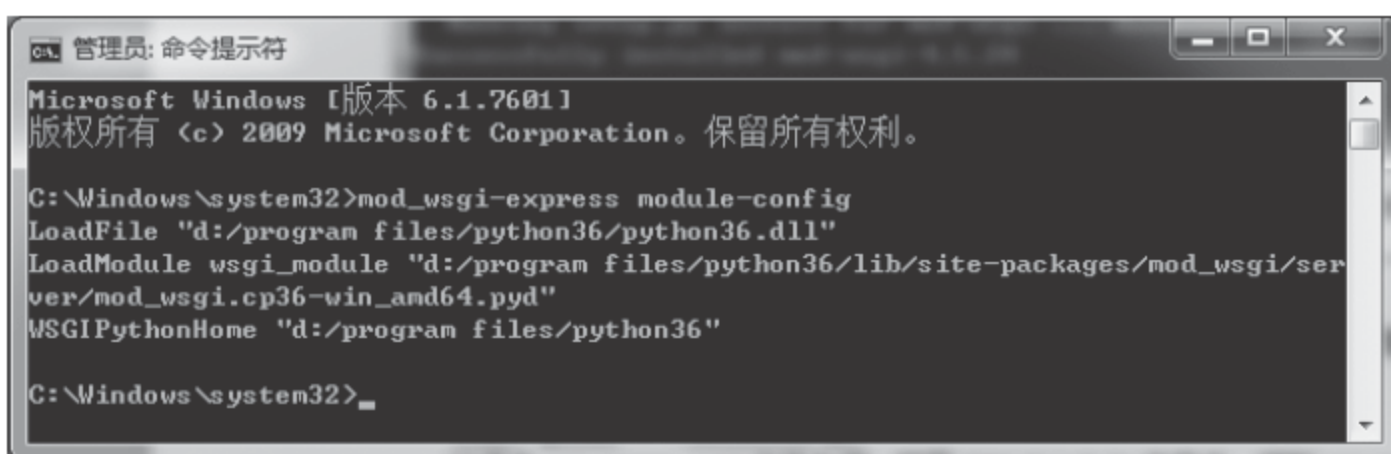 管理员: 命令提示符
Microsoft Windows [版本 6.1.7601]
版权所有 (c) 2009 Microsoft Corporation。保留所有权利。
C:\Windows\system32>mod_wsgi-express module-config
LoadFile "d:/program files/python36/python36.dll"
LoadModule wsgi_module "d:/program files/python36/lib/site-packages/mod_wsgi/ser
ver/mod_wsgi.cp36-win_amd64.pyd"
WSGIPythonHome "d:/program files/python36"
C:\Windows\system32>_